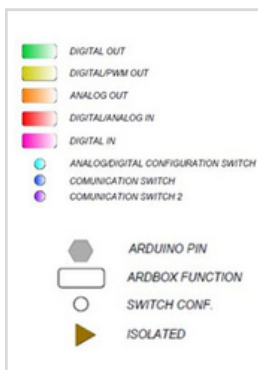 DIGITAL OUT
DIGITAL/PWM OUT
ANALOG OUT
DIGITAL/ANALOG IN
DIGITAL IN
ANALOG/DIGITAL CONFIGURATION SWITCH
COMUNICATION SWITCH
COMUNICATION SWITCH 2
ARDUINO PIN
ARDBOX FUNCTION
SWITCH CONF.
ISOLATED